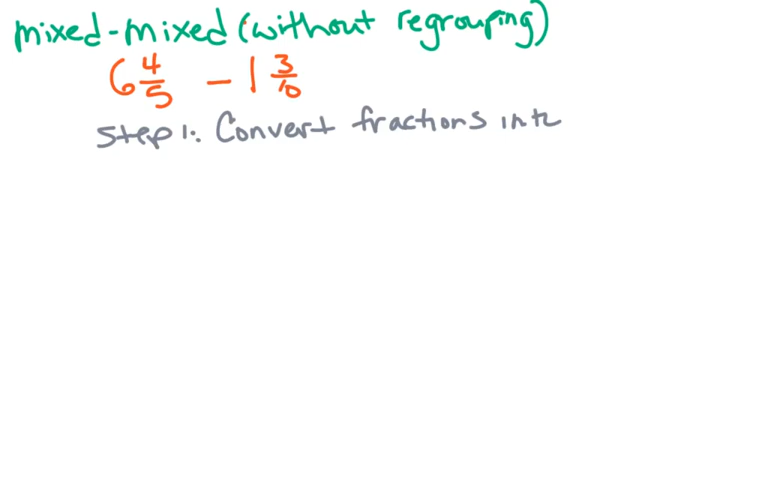 mixed-mixed (without regrouping)
6 4/5 - 1 3/10
Step 1: Convert fractions into